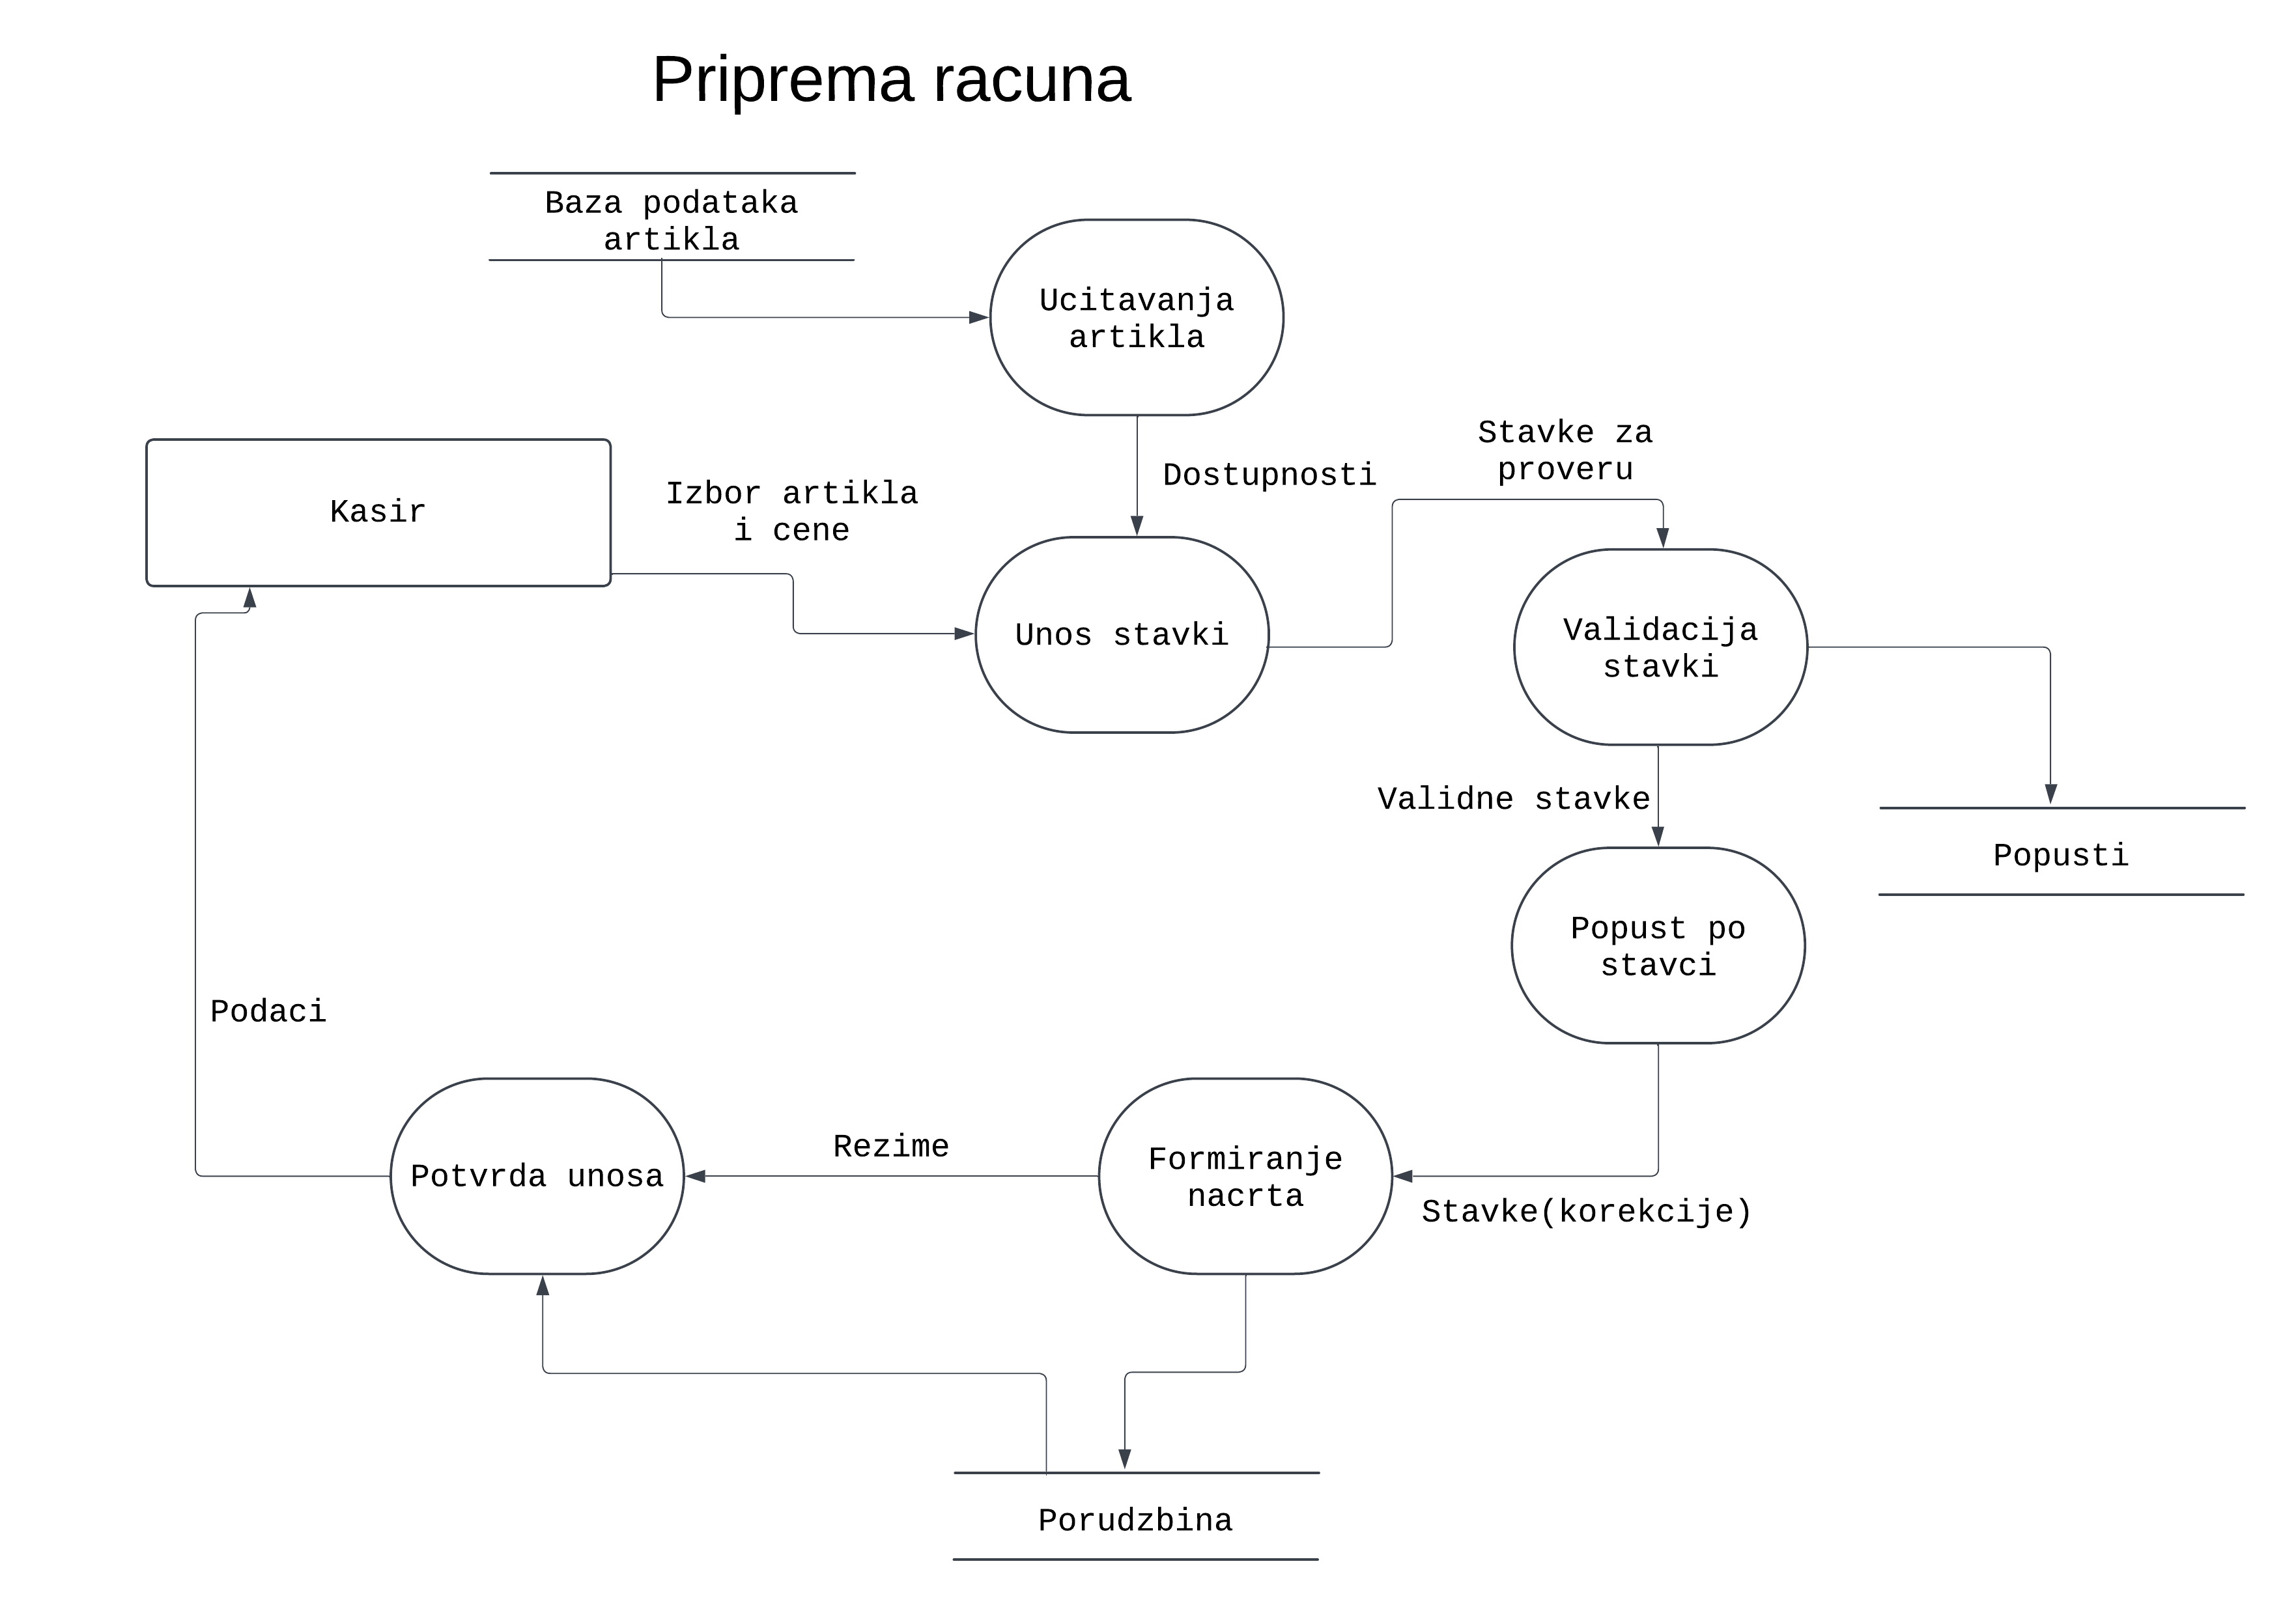 Priprema racuna
Baza podataka
artikla
Ucitavanja
artikla
Kasir
Izbor artikla
i cene
Dostupnosti
Stavke za
proveru
Unos stavki
Validacija
stavki
Validne stavke
Popusti
Popust po
stavci
Podaci
Potvrda unosa
Rezime
Formiranje
nacrta
Stavke(korekcije)
Porudzbina